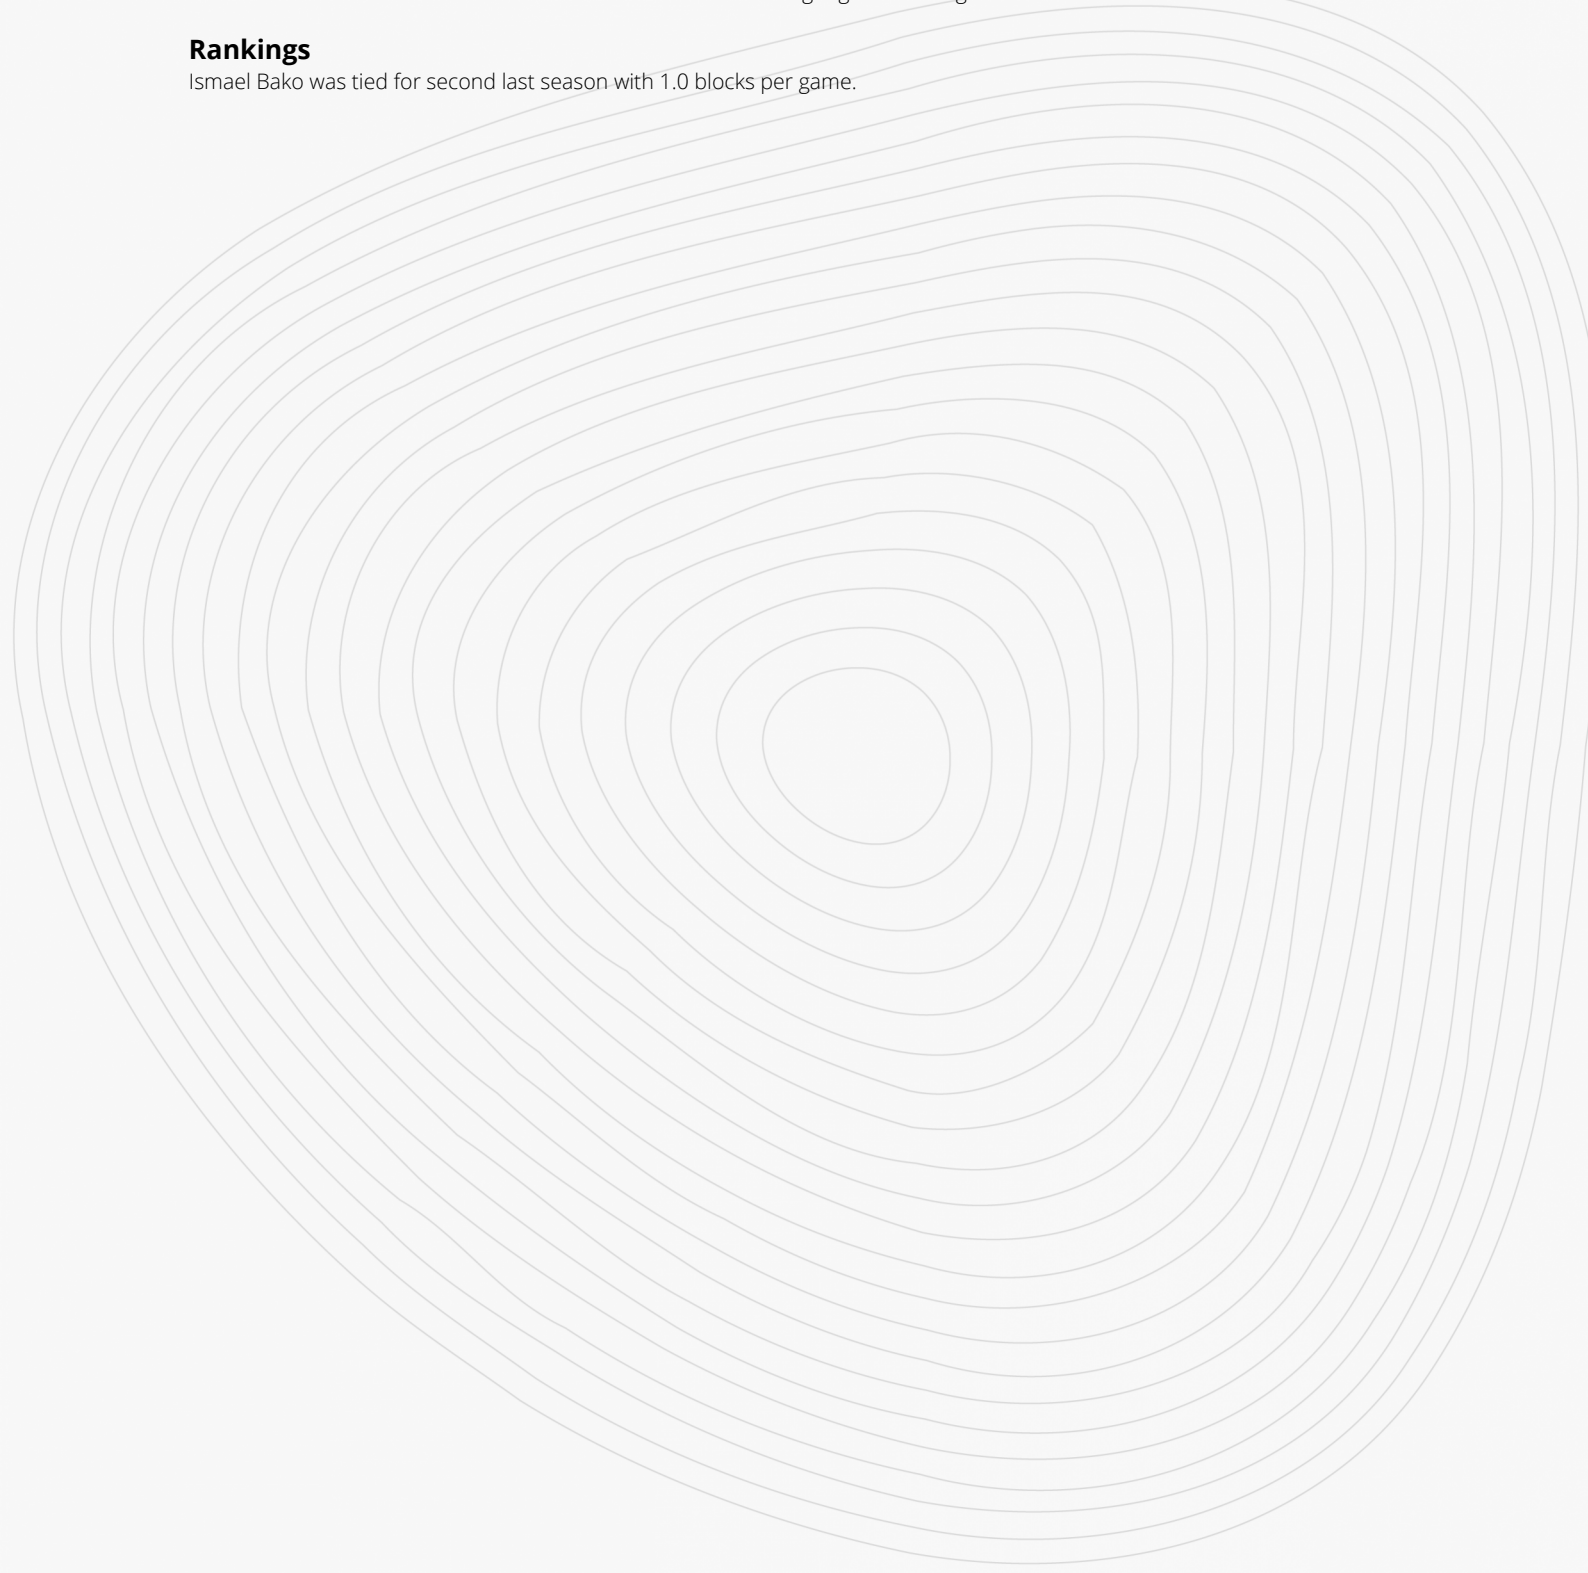 Rankings
Ismael Bako was tied for second last season with 1.0 blocks per game.